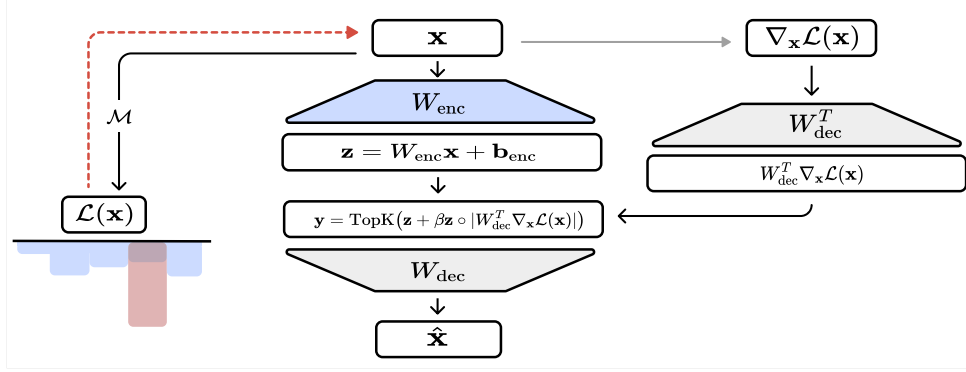 x
∇ₓℒ(x)
W_enc
ℳ
W_dec^T
z = W_enc x + b_enc
W_dec^T ∇ₓℒ(x)
ℒ(x)
y = TopK(z + βz ∘ |W_dec^T ∇ₓℒ(x)|)
W_dec
x̂